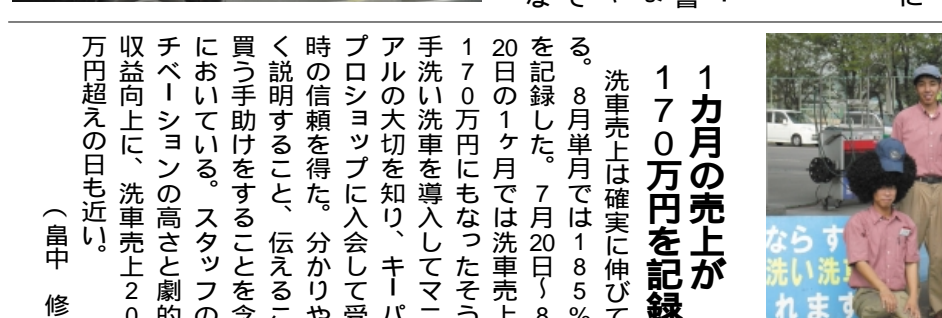 1カ月の売上が
170万円を記録
洗車売上は確実に伸びて
る。8月単月では185%
を記録した。7月20日〜8
20日の1ヶ月では洗車売上
170万円にもなったそう
手洗い洗車を導入してマニ
アルの大切を知り、キーパ
プロショップに入会して受
時の信頼を得た。分かりや
く説明すること、伝えるこ
買う手助けをすることを念
においている。スタッフの
チベーションの高さと劇的
収益向上に、洗車売上20
万円超えの日も近い。
(畠中 修
なら す
洗い 洗車
れます